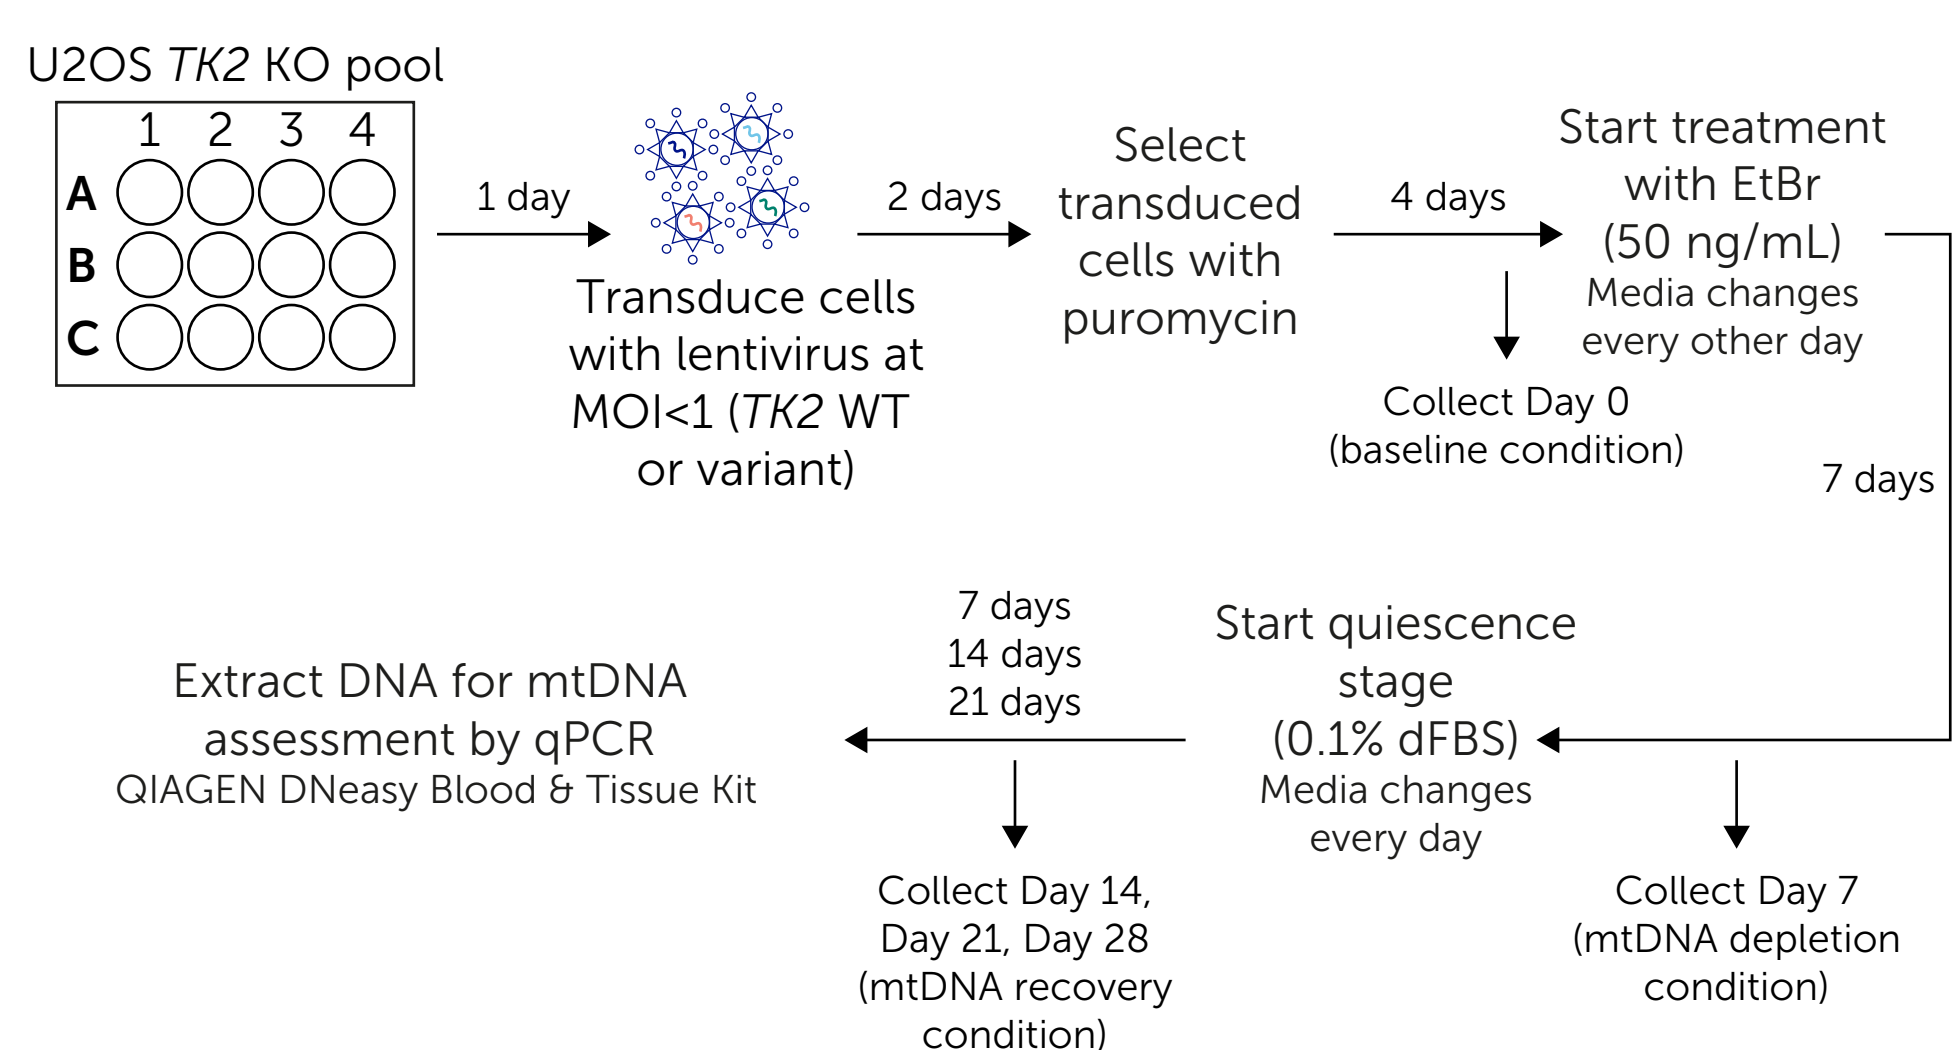 U2OS TK2 KO pool
1 2 3 4
A
B
C
1 day
Transduce cells
with lentivirus at
MOI<1 (TK2 WT
or variant)
2 days
Select
transduced
cells with
puromycin
4 days
Collect Day 0
(baseline condition)
Start treatment
with EtBr
(50 ng/mL)
Media changes
every other day
7 days
Collect Day 7
(mtDNA depletion
condition)
Start quiescence
stage
(0.1% dFBS)
Media changes
every day
7 days
14 days
21 days
Collect Day 14,
Day 21, Day 28
(mtDNA recovery
condition)
Extract DNA for mtDNA
assessment by qPCR
QIAGEN DNeasy Blood & Tissue Kit